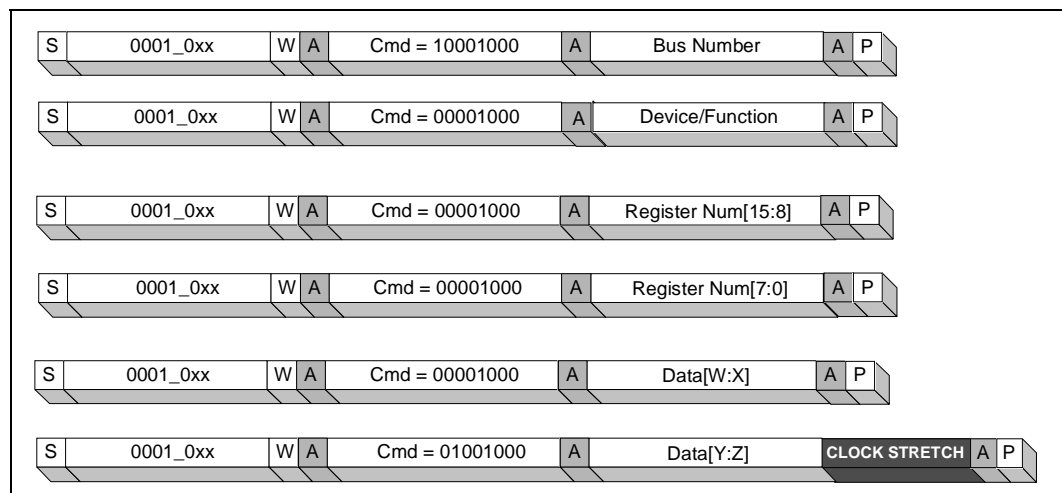 S 0001_0xx W A Cmd = 10001000 A Bus Number A P
S 0001_0xx W A Cmd = 00001000 A Device/Function A P
S 0001_0xx W A Cmd = 00001000 A Register Num[15:8] A P
S 0001_0xx W A Cmd = 00001000 A Register Num[7:0] A P
S 0001_0xx W A Cmd = 00001000 A Data[W:X] A P
S 0001_0xx W A Cmd = 01001000 A Data[Y:Z] CLOCK STRETCH A P